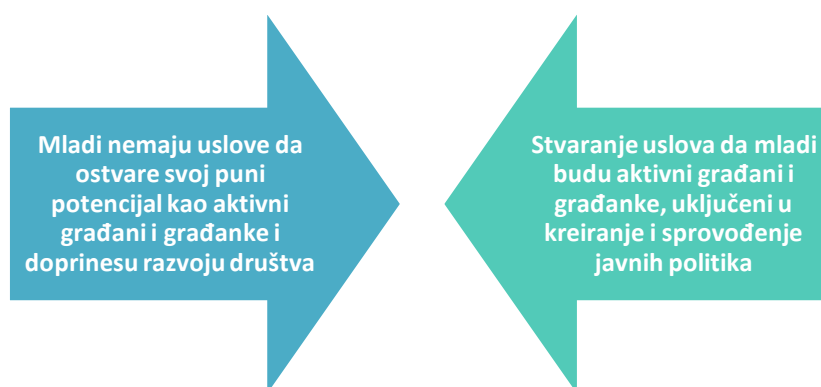 Mladi nemaju uslove da
ostvare svoj puni
potencijal kao aktivni
građani i građanke i
doprinesu razvoju društva
Stvaranje uslova da mladi
budu aktivni građani i
građanke, uključeni u
kreiranje i sprovođenje
javnih politika